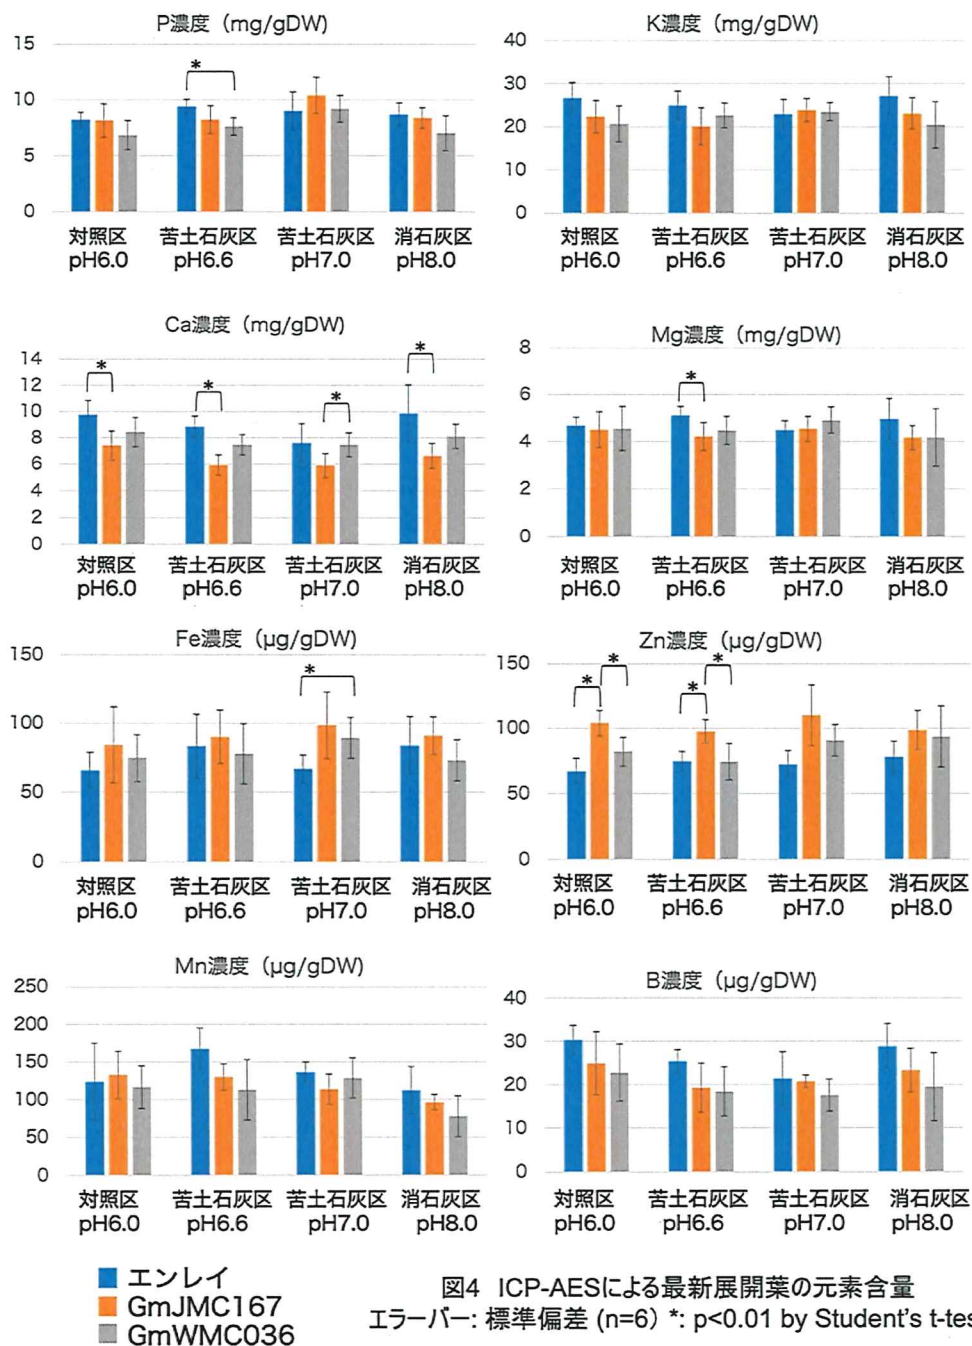 P濃度（mg/gDW)
15
10
5
0
*
対照区 苦土石灰区 苦土石灰区 消石灰区
pH6.0 pH6.6 pH7.0 pH8.0
K濃度（mg/gDW)
40
30
20
10
0
対照区 苦土石灰区 苦土石灰区 消石灰区
pH6.0 pH6.6 pH7.0 pH8.0
Ca濃度（mg/gDW)
14
12
10
8
6
4
2
0
* * * *
対照区 苦土石灰区 苦土石灰区 消石灰区
pH6.0 pH6.6 pH7.0 pH8.0
Mg濃度（mg/gDW)
8
6
4
2
0
*
対照区 苦土石灰区 苦土石灰区 消石灰区
pH6.0 pH6.6 pH7.0 pH8.0
Fe濃度（µg/gDW)
150
100
50
0
*
対照区 苦土石灰区 苦土石灰区 消石灰区
pH6.0 pH6.6 pH7.0 pH8.0
Zn濃度（µg/gDW)
150
100
50
0
* * * *
対照区 苦土石灰区 苦土石灰区 消石灰区
pH6.0 pH6.6 pH7.0 pH8.0
Mn濃度（µg/gDW)
250
200
150
100
50
0
対照区 苦土石灰区 苦土石灰区 消石灰区
pH6.0 pH6.6 pH7.0 pH8.0
B濃度（µg/gDW)
40
30
20
10
0
対照区 苦土石灰区 苦土石灰区 消石灰区
pH6.0 pH6.6 pH7.0 pH8.0
エンレイ
GmJMC167
GmWMC036
図4 ICP-AESによる最新展開葉の元素含量
エラーバー: 標準偏差 (n=6) *: p<0.01 by Student's t-tes